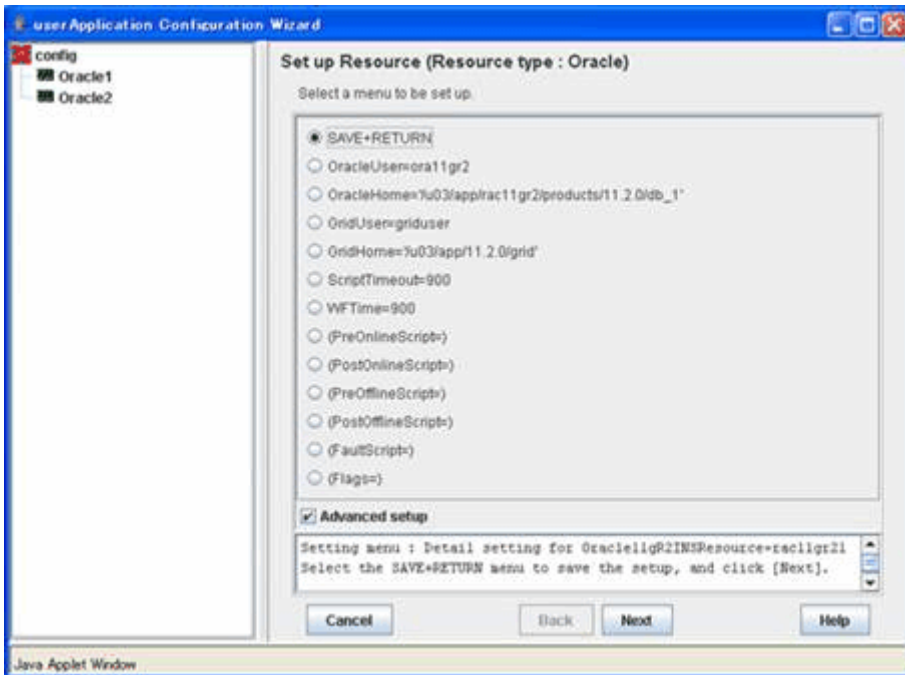 userApplication Configuration Wizard
config
Oracle1
Oracle2
Set up Resource (Resource type : Oracle)
Select a menu to be set up.
SAVE+RETURN
OracleUser=ora11gr2
OracleHome='/u03/app/rac11gr2/products/11.2.0/db_1'
GridUser=griduser
GridHome='/u03/app/11.2.0/grid'
ScriptTimeout=900
WFTime=900
(PreOnlineScript=)
(PostOnlineScript=)
(PreOfflineScript=)
(PostOfflineScript=)
(FaultScript=)
(Flags=)
Advanced setup
Setting menu : Detail setting for Oracle11gR2INSResource=rac11gr2i
Select the SAVE+RETURN menu to save the setup, and click [Next].
Cancel Back Next Help
Java Applet Window